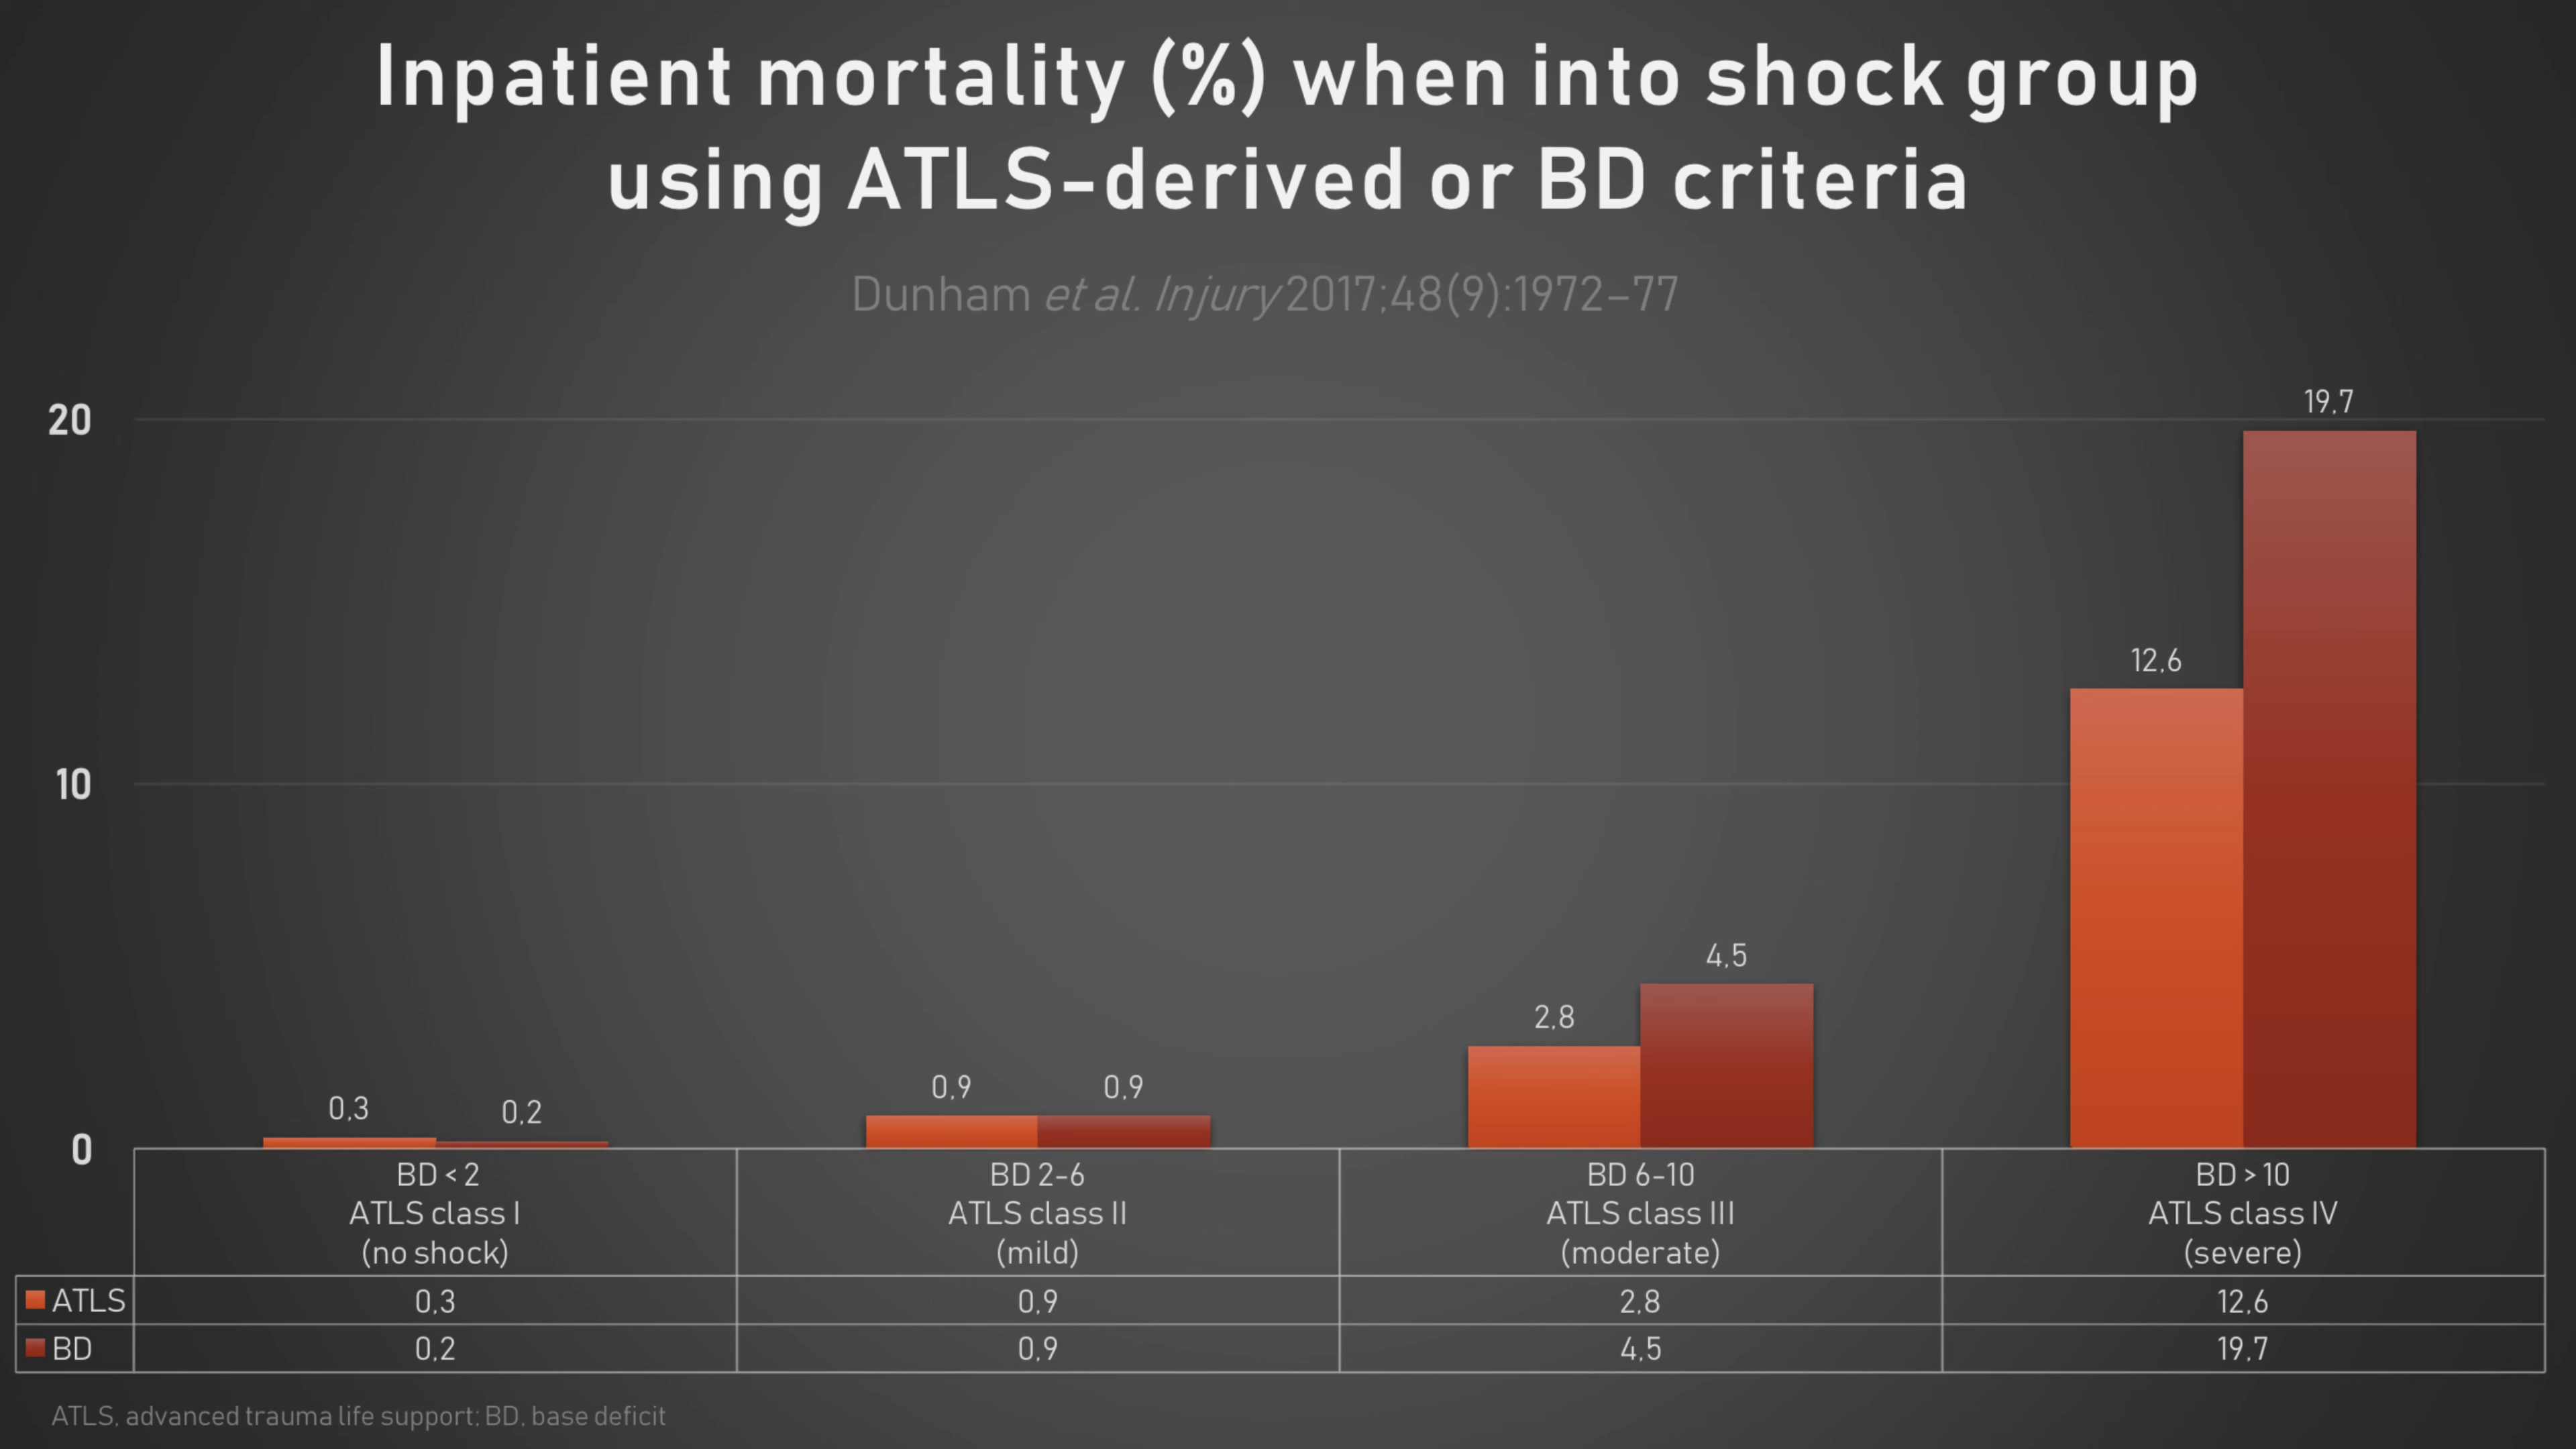 Inpatient mortality (%) when into shock group
using ATLS-derived or BD criteria
Dunham et al. Injury 2017;48(9):1972–77
20
10
0
0,3
0,2
0,9
0,9
2,8
4,5
12,6
19,7
BD < 2
ATLS class I
(no shock)
BD 2-6
ATLS class II
(mild)
BD 6-10
ATLS class III
(moderate)
BD > 10
ATLS class IV
(severe)
ATLS 0,3 0,9 2,8 12,6
BD 0,2 0,9 4,5 19,7
ATLS, advanced trauma life support; BD, base deficit